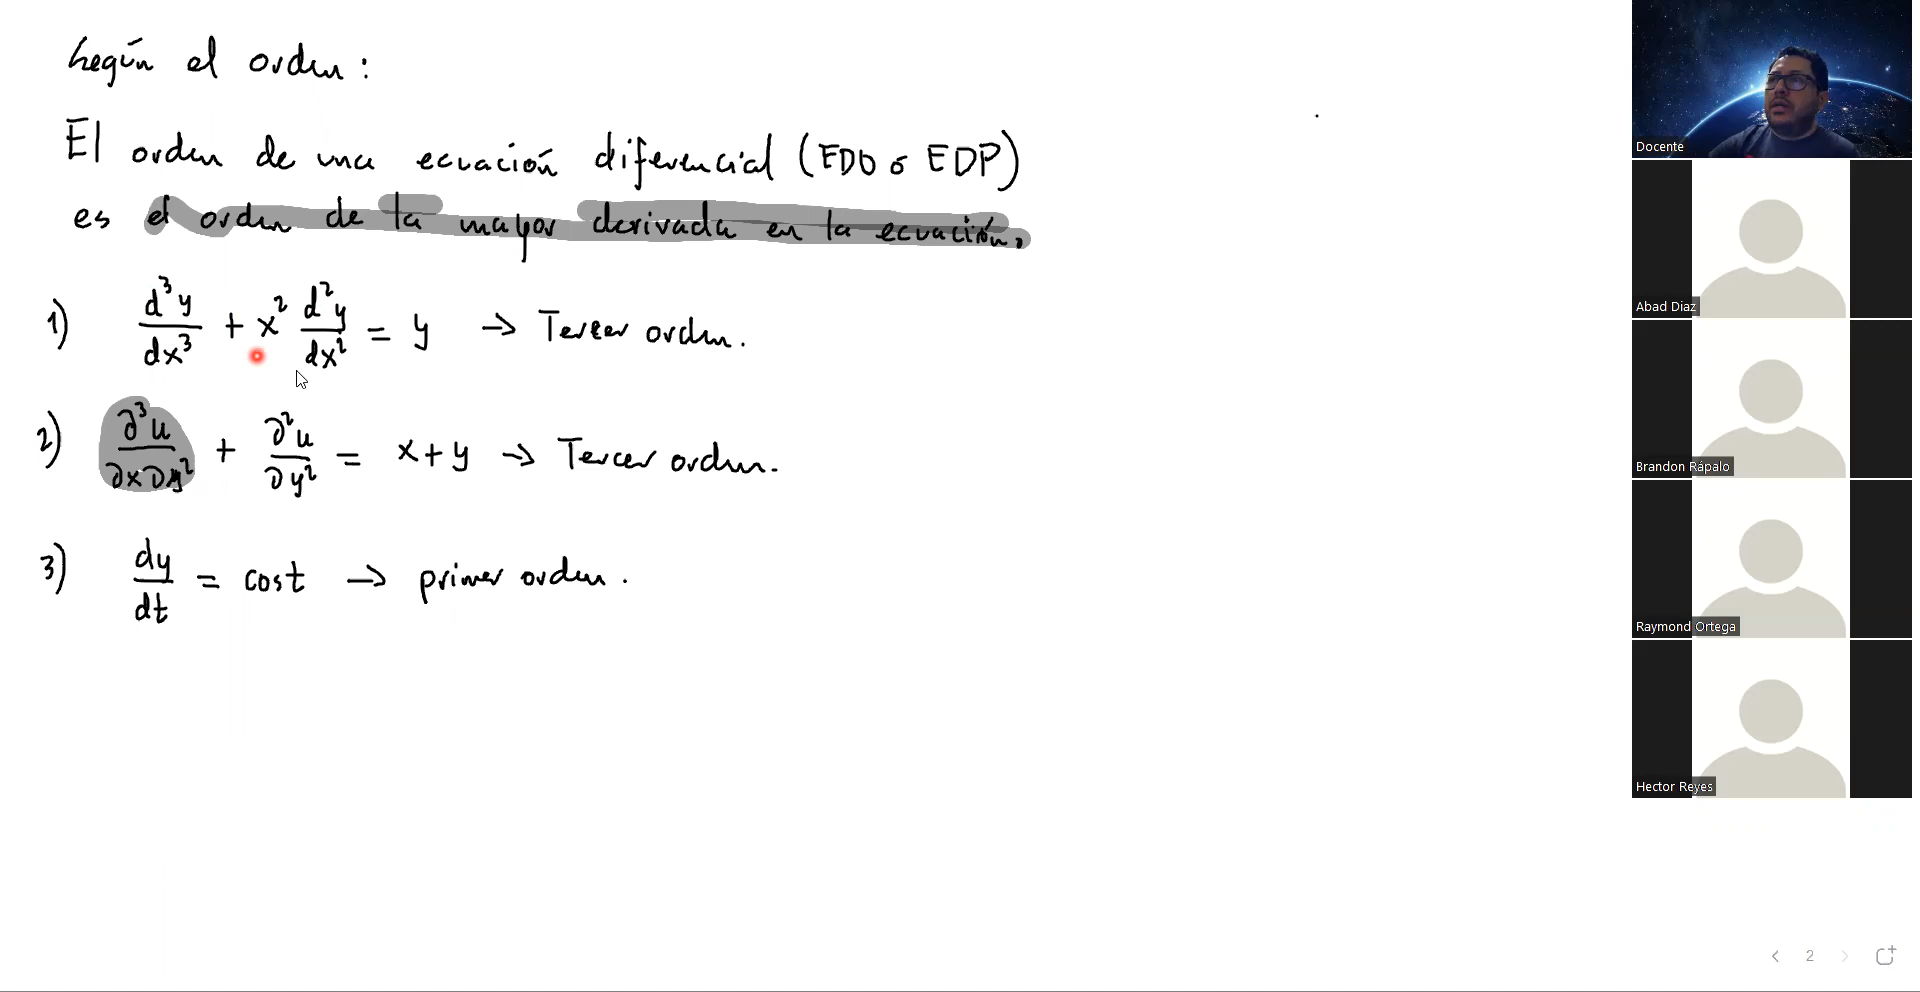 Según el orden:
El orden de una ecuación diferencial (EDO o EDP)
es el orden de la mayor derivada en la ecuación.
1) d³y/dx³ + x² d²y/dx² = y → Tercer orden.
2) ∂³u/∂x∂y² + ∂²u/∂y² = x+y → Tercer orden.
3) dy/dt = cost → primer orden.
Docente
Abad Diaz
Brandon Rápalo
Raymond Ortega
Hector Reyes
2